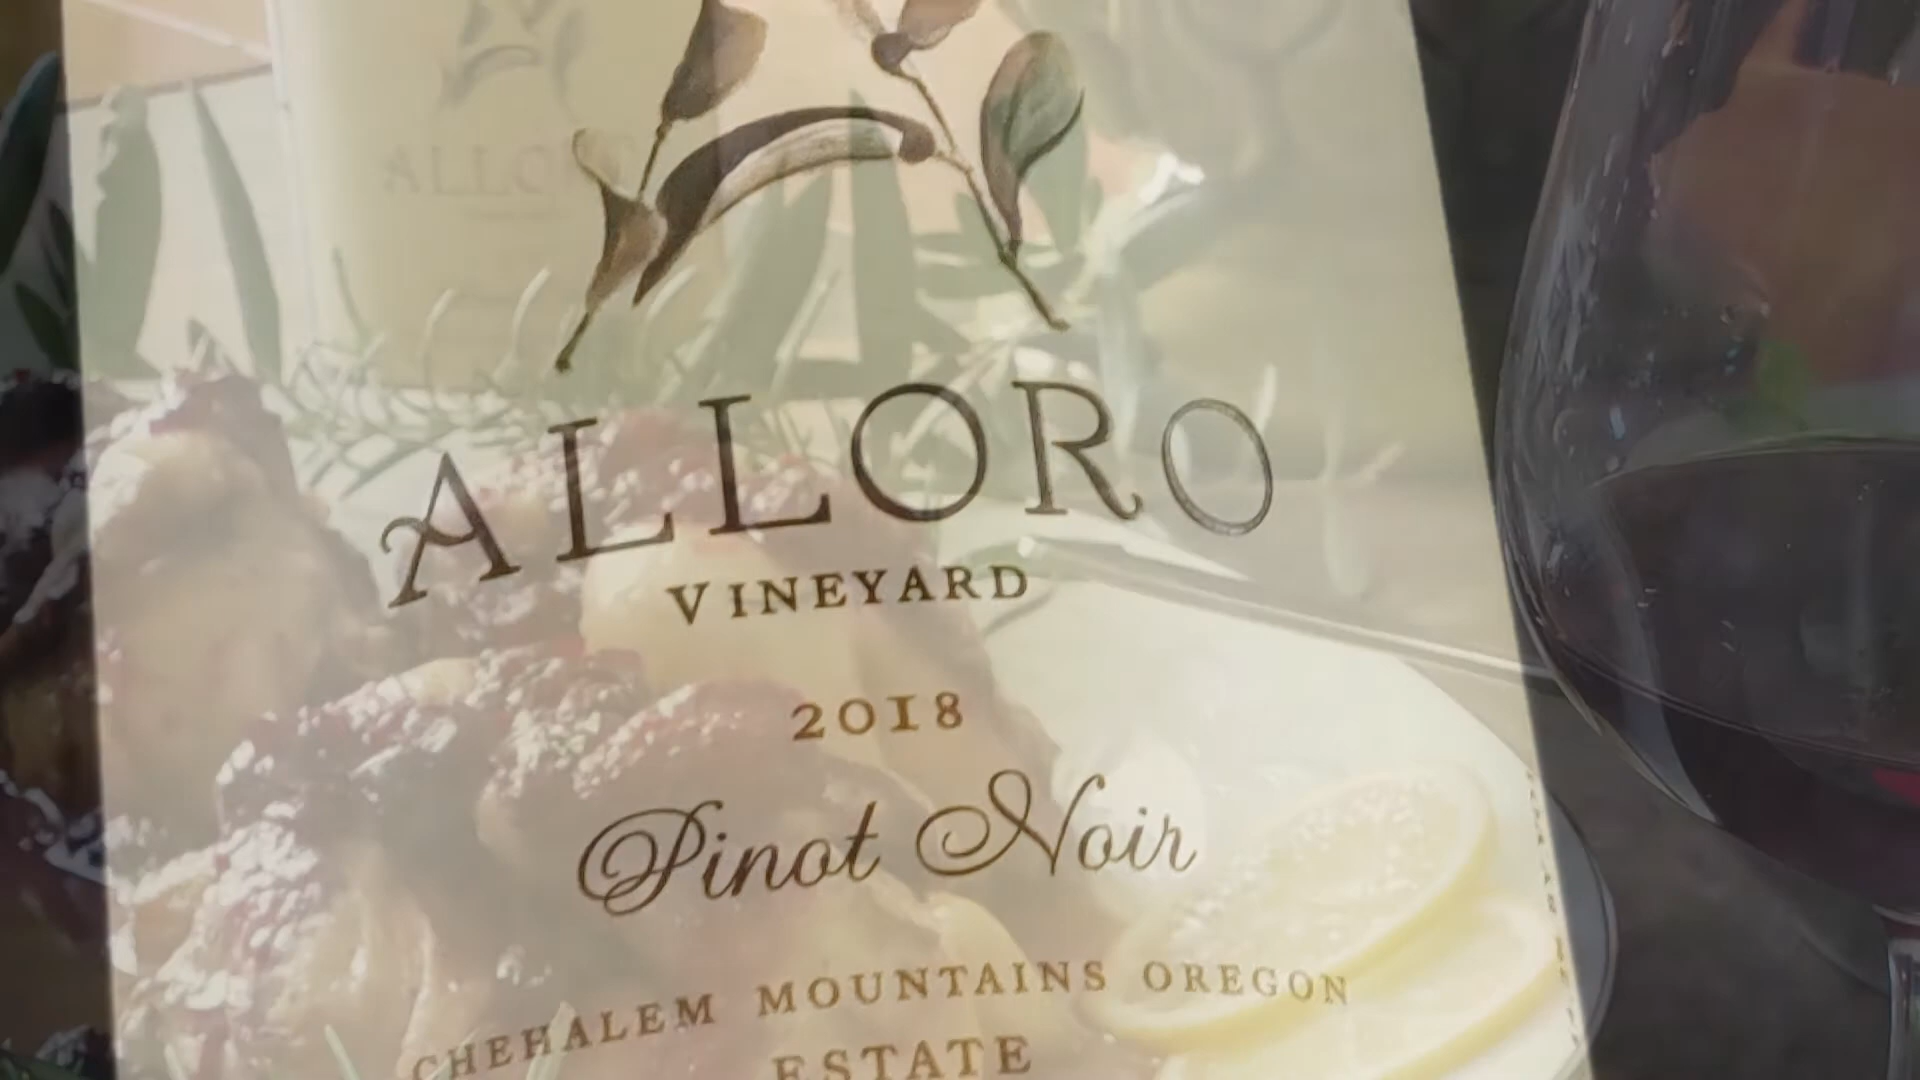 ALLORO
VINEYARD
2018
Pinot Noir
CHEHALEM MOUNTAINS OREGON
ESTATE